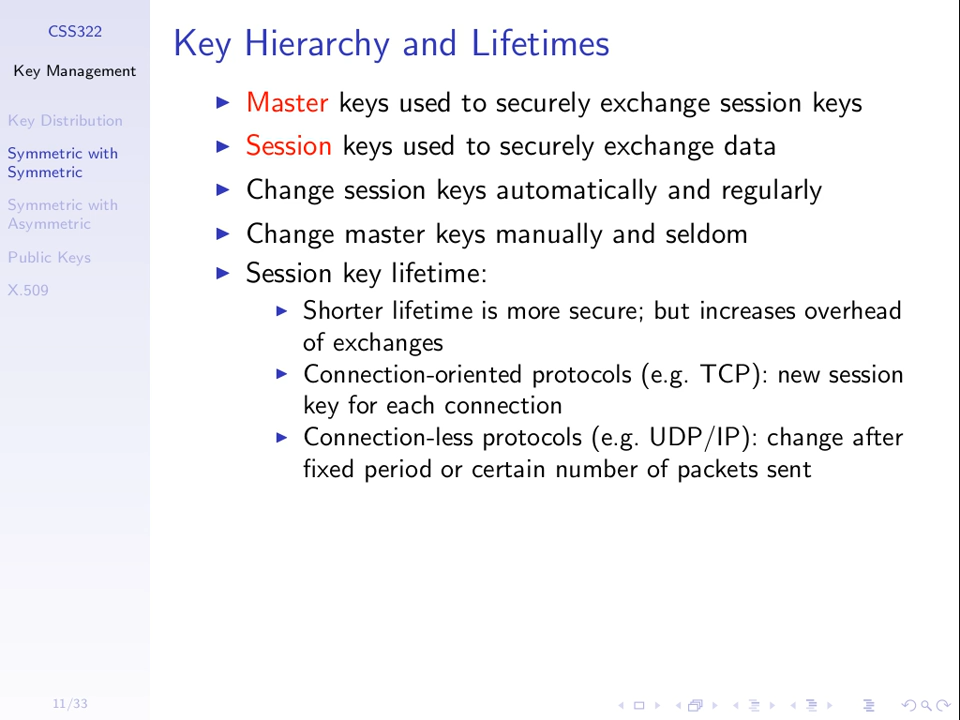 CSS322
Key Management
Key Distribution
Symmetric with
Symmetric
Symmetric with
Asymmetric
Public Keys
X.509
11/33
Key Hierarchy and Lifetimes
Master keys used to securely exchange session keys
Session keys used to securely exchange data
Change session keys automatically and regularly
Change master keys manually and seldom
Session key lifetime:
Shorter lifetime is more secure; but increases overhead
of exchanges
Connection-oriented protocols (e.g. TCP): new session
key for each connection
Connection-less protocols (e.g. UDP/IP): change after
fixed period or certain number of packets sent